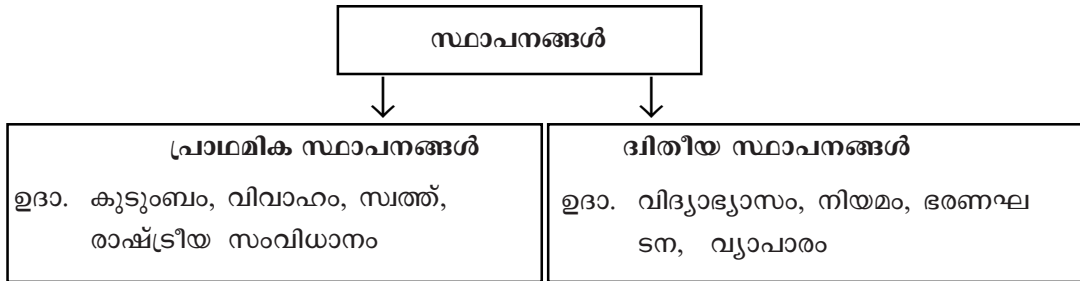 സ്ഥാപനങ്ങൾ
പ്രാഥമിക സ്ഥാപനങ്ങൾ
ഉദാ. കുടുംബം, വിവാഹം, സ്വത്ത്,
രാഷ്ട്രീയ സംവിധാനം
ദ്വിതീയ സ്ഥാപനങ്ങൾ
ഉദാ. വിദ്യാഭ്യാസം, നിയമം, ഭരണഘ
ടന, വ്യാപാരം